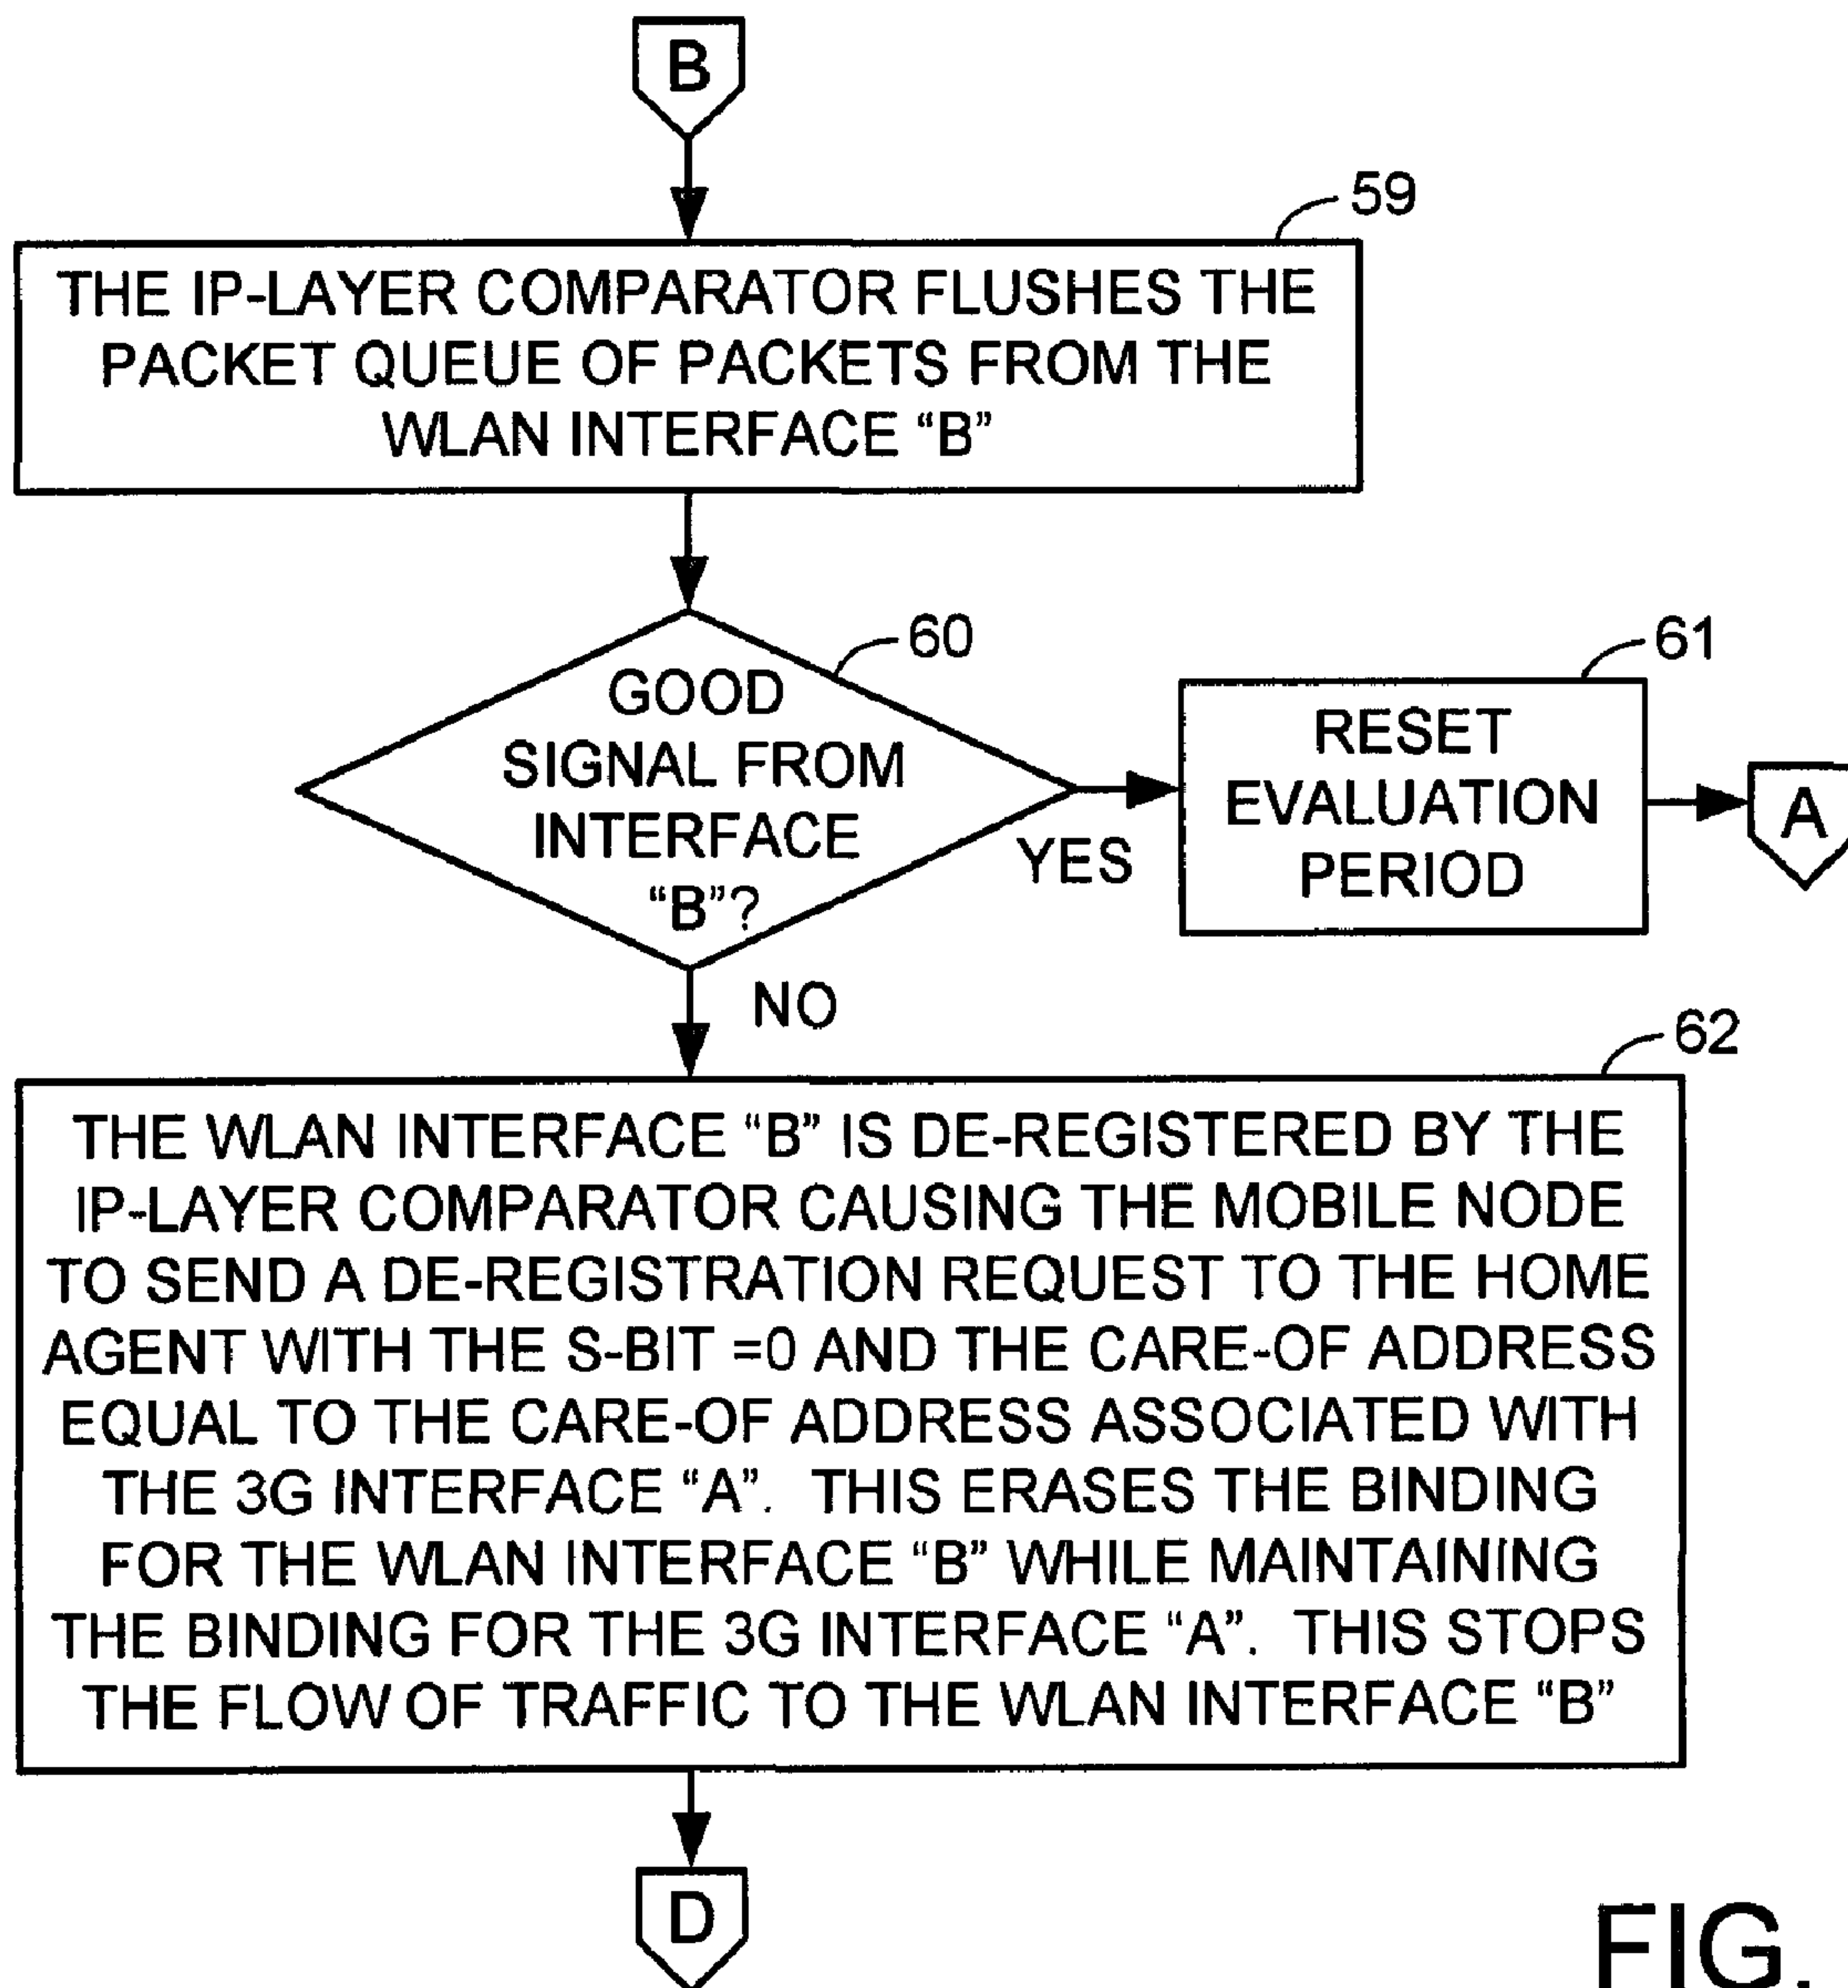 B
59
THE IP-LAYER COMPARATOR FLUSHES THE
PACKET QUEUE OF PACKETS FROM THE
WLAN INTERFACE “B”
60
GOOD
SIGNAL FROM
INTERFACE
“B”?
YES
61
RESET
EVALUATION
PERIOD
A
NO
62
THE WLAN INTERFACE “B” IS DE-REGISTERED BY THE
IP-LAYER COMPARATOR CAUSING THE MOBILE NODE
TO SEND A DE-REGISTRATION REQUEST TO THE HOME
AGENT WITH THE S-BIT =0 AND THE CARE-OF ADDRESS
EQUAL TO THE CARE-OF ADDRESS ASSOCIATED WITH
THE 3G INTERFACE “A”. THIS ERASES THE BINDING
FOR THE WLAN INTERFACE “B” WHILE MAINTAINING
THE BINDING FOR THE 3G INTERFACE “A”. THIS STOPS
THE FLOW OF TRAFFIC TO THE WLAN INTERFACE “B”
D
FIG.